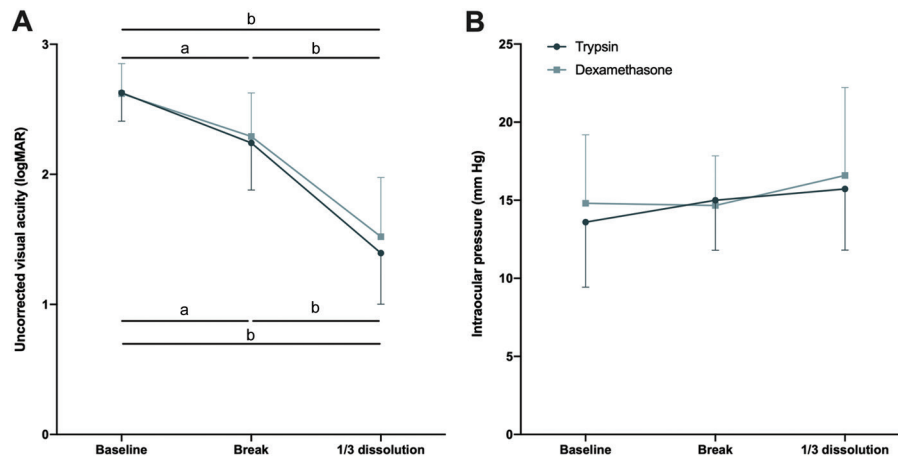 A
b
a
b
3
2
1
0
Uncorrected visual acuity (logMAR)
a
b
b
Baseline
Break
1/3 dissolution
B
25
20
15
10
5
0
Intraocular pressure (mm Hg)
Trypsin
Dexamethasone
Baseline
Break
1/3 dissolution